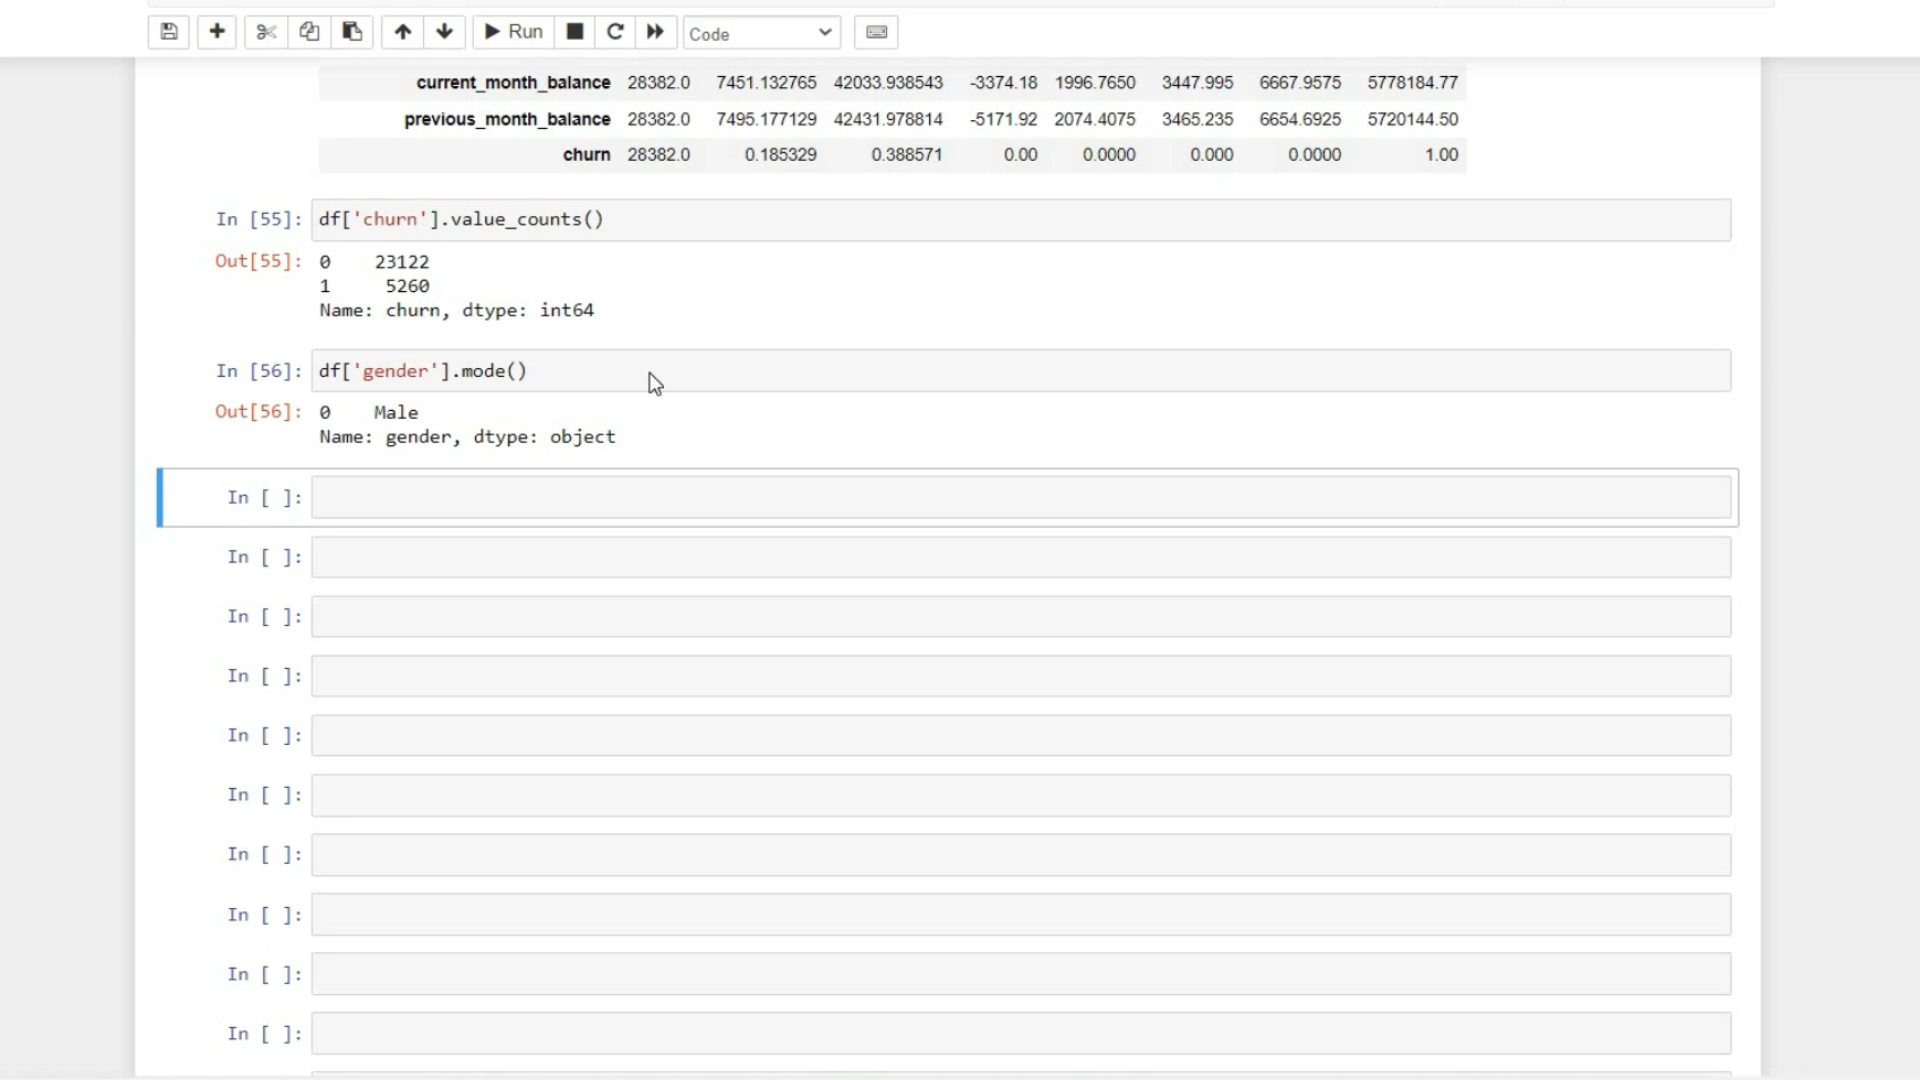 Run
Code
current_month_balance 28382.0 7451.132765 42033.938543 -3374.18 1996.7650 3447.995 6667.9575 5778184.77
previous_month_balance 28382.0 7495.177129 42431.978814 -5171.92 2074.4075 3465.235 6654.6925 5720144.50
churn 28382.0 0.185329 0.388571 0.00 0.0000 0.000 0.0000 1.00
In [55]: df['churn'].value_counts()
Out[55]: 0 23122
1 5260
Name: churn, dtype: int64
In [56]: df['gender'].mode()
Out[56]: 0 Male
Name: gender, dtype: object
In [ ]:
In [ ]:
In [ ]:
In [ ]:
In [ ]:
In [ ]:
In [ ]:
In [ ]:
In [ ]:
In [ ]: